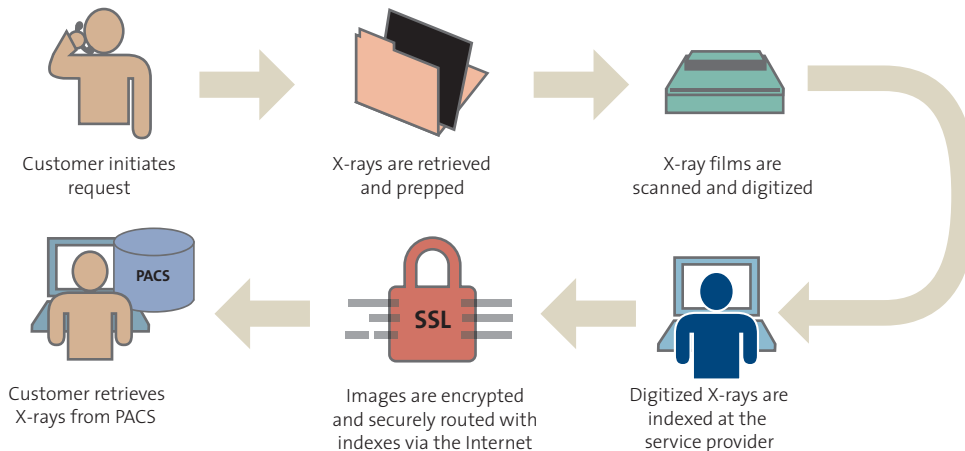 Customer initiates
request
X-rays are retrieved
and prepped
X-ray films are
scanned and digitized
PACS
Customer retrieves
X-rays from PACS
SSL
Images are encrypted
and securely routed with
indexes via the Internet
Digitized X-rays are
indexed at the
service provider